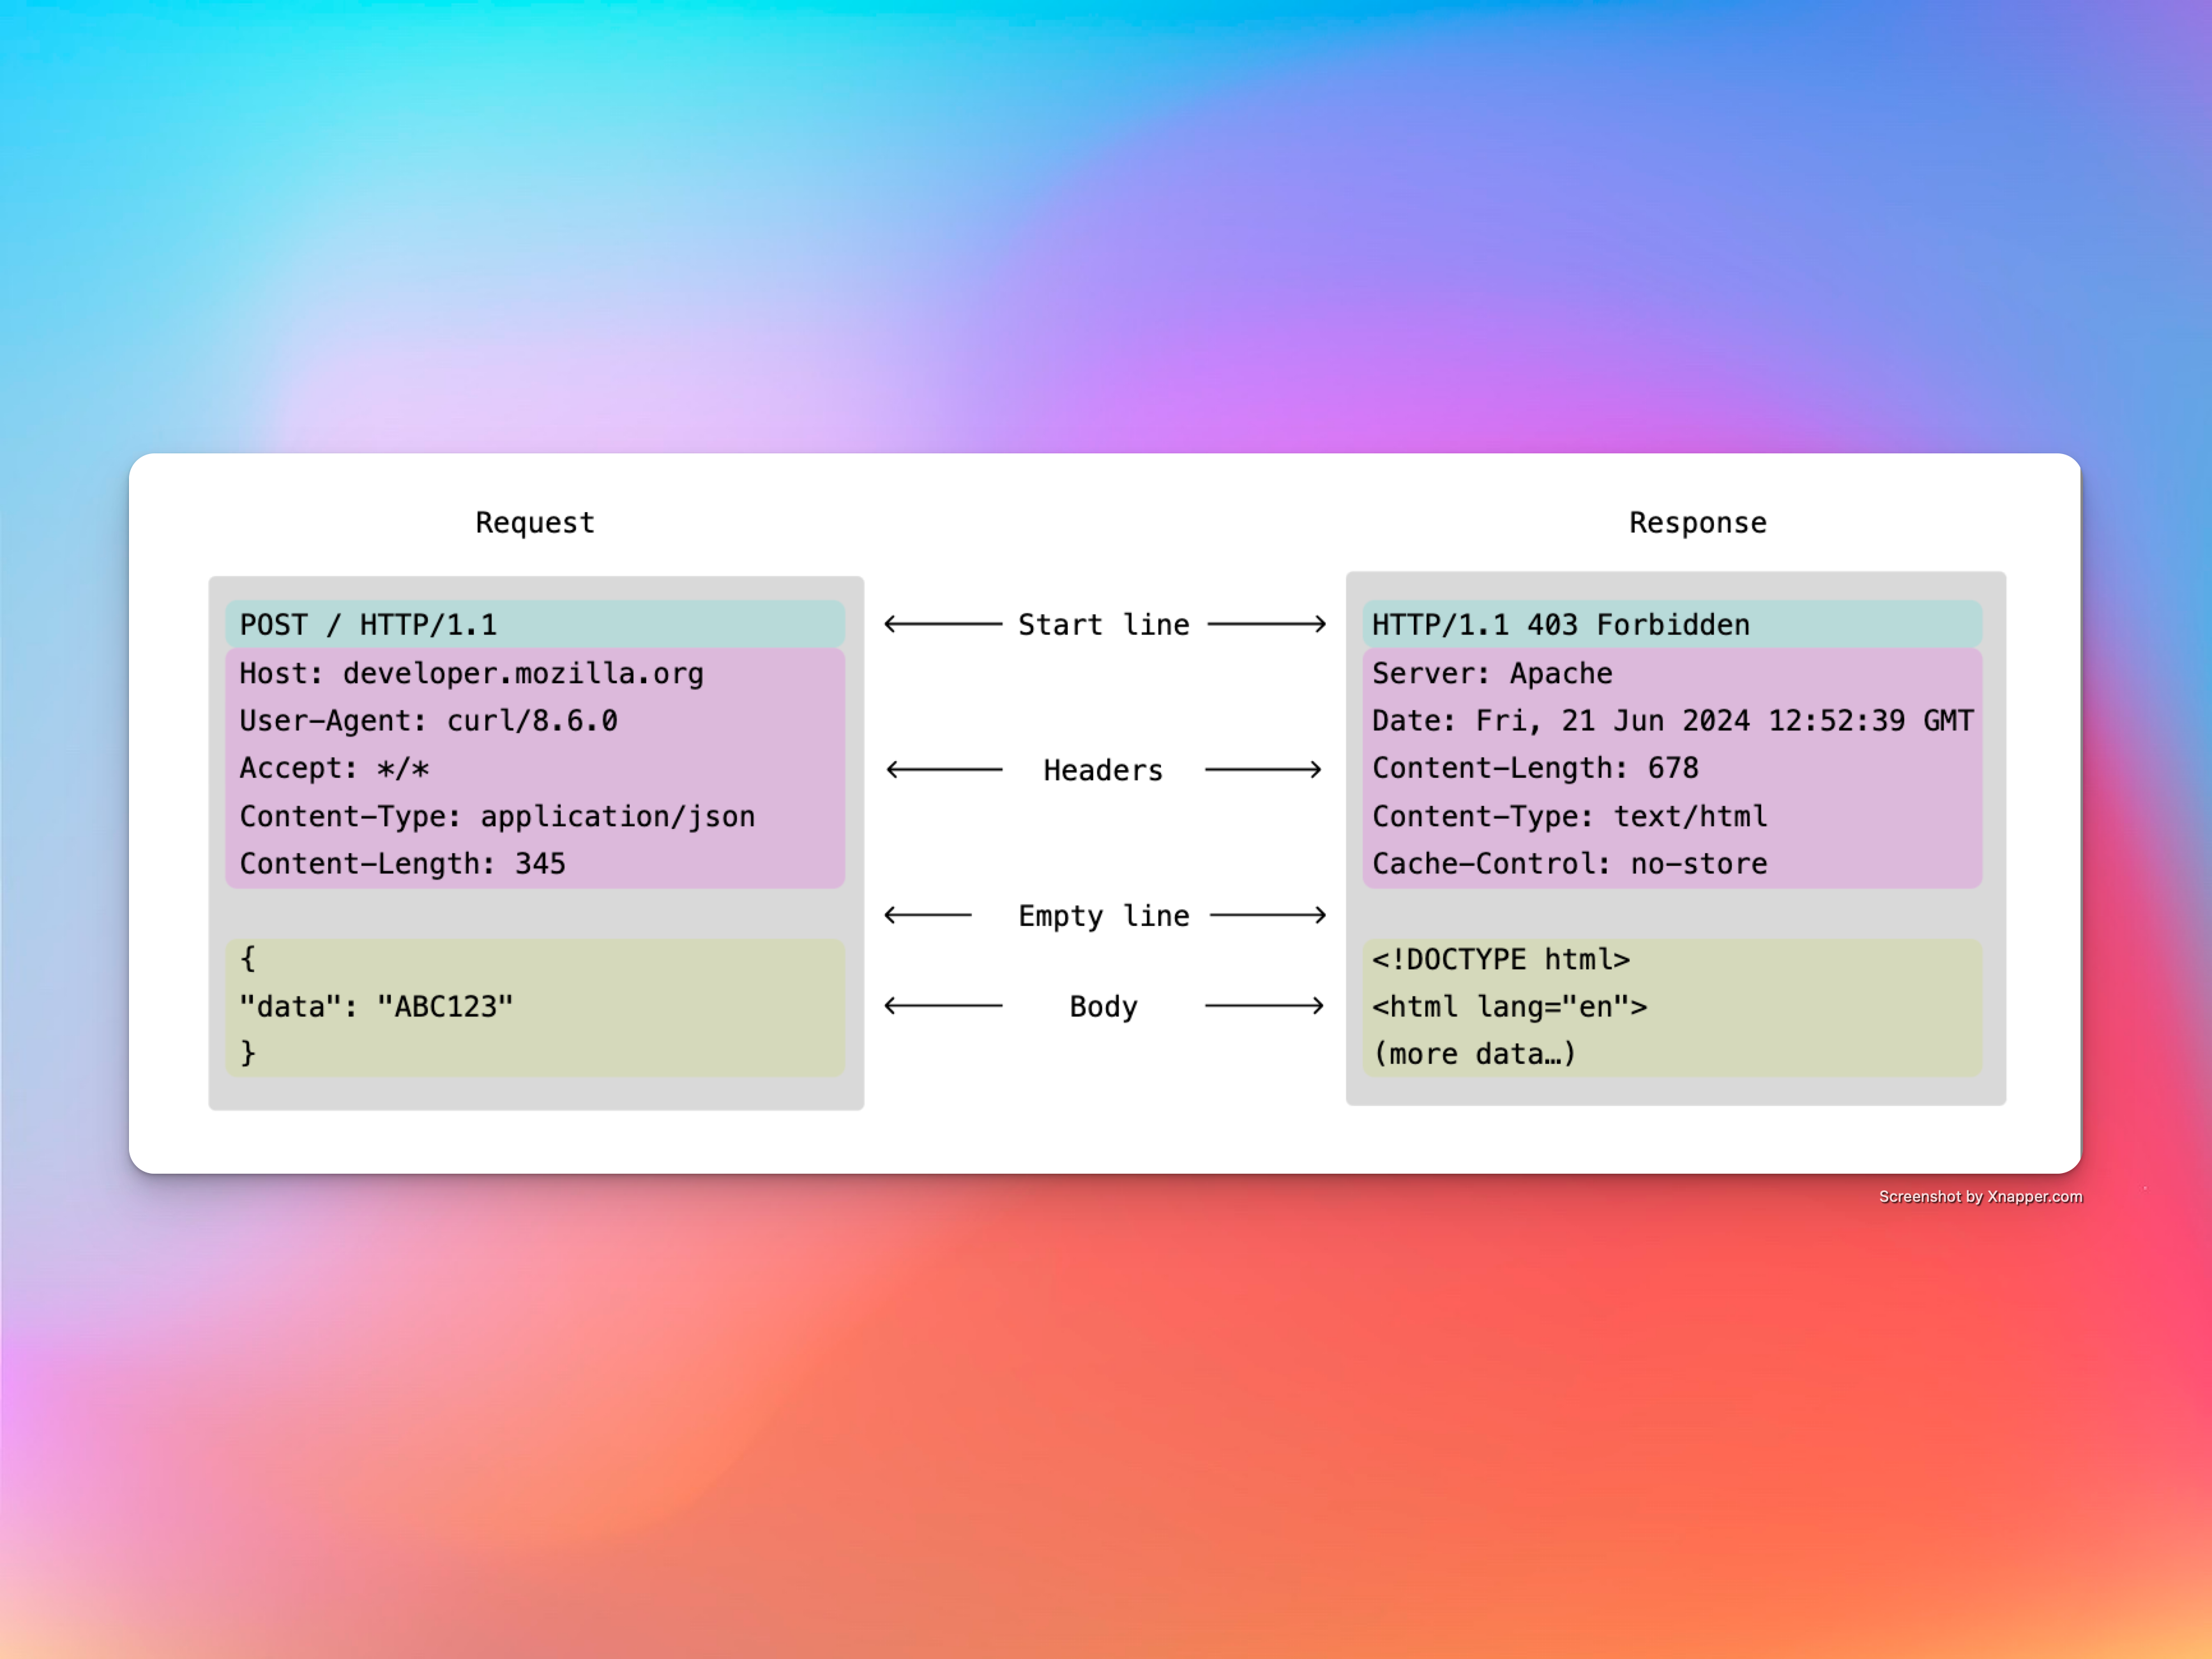 Request
POST / HTTP/1.1
Host: developer.mozilla.org
User-Agent: curl/8.6.0
Accept: */*
Content-Type: application/json
Content-Length: 345
{
"data": "ABC123"
}
Start line
Headers
Empty line
Body
Response
HTTP/1.1 403 Forbidden
Server: Apache
Date: Fri, 21 Jun 2024 12:52:39 GMT
Content-Length: 678
Content-Type: text/html
Cache-Control: no-store
<!DOCTYPE html>
<html lang="en">
(more data…)
Screenshot by Xnapper.com